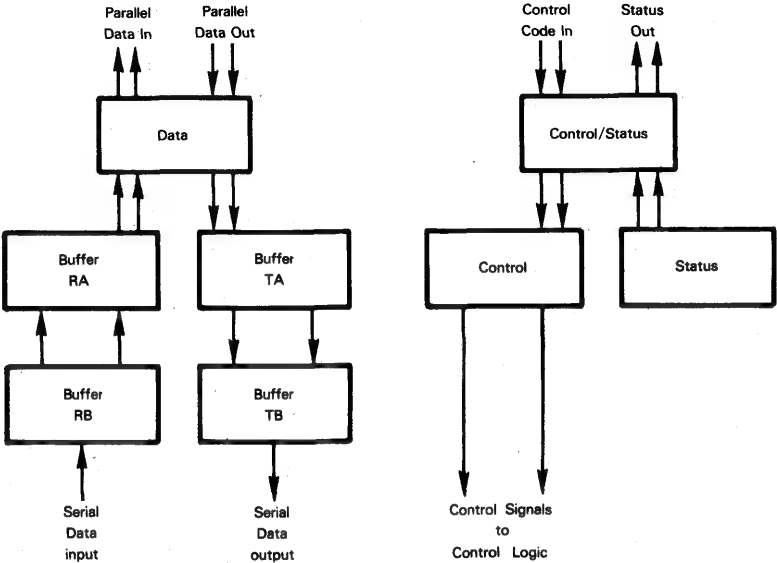 Parallel
Data In
Parallel
Data Out
Control
Code In
Status
Out
Data
Control/Status
Buffer
RA
Buffer
TA
Control
Status
Buffer
RB
Buffer
TB
Serial
Data
input
Serial
Data
output
Control Signals
to
Control Logic